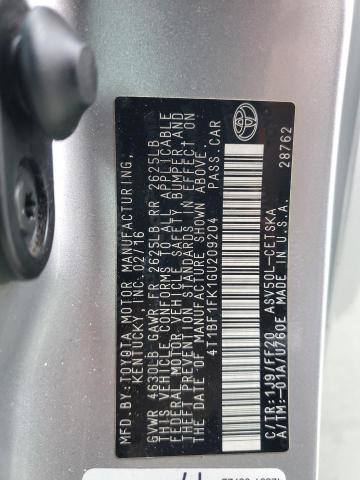 MFD. BY: TOYOTA MOTOR MANUFACTURING,
KENTUCKY, INC. 02/16
GVWR 4630LB GAWR FR 2625LB RR 2625LB
THIS VEHICLE CONFORMS TO ALL APPLICABLE
FEDERAL MOTOR VEHICLE SAFETY, BUMPER, AND
THEFT PREVENTION STANDARDS IN EFFECT ON
THE DATE OF MANUFACTURE SHOWN ABOVE.
4T1BF1FK1GU209204 PASS.CAR
C/TR:1J9/FF20 ASV50L-CETSKA
A/TM:-01A/U760E MADE IN U.S.A. 28762